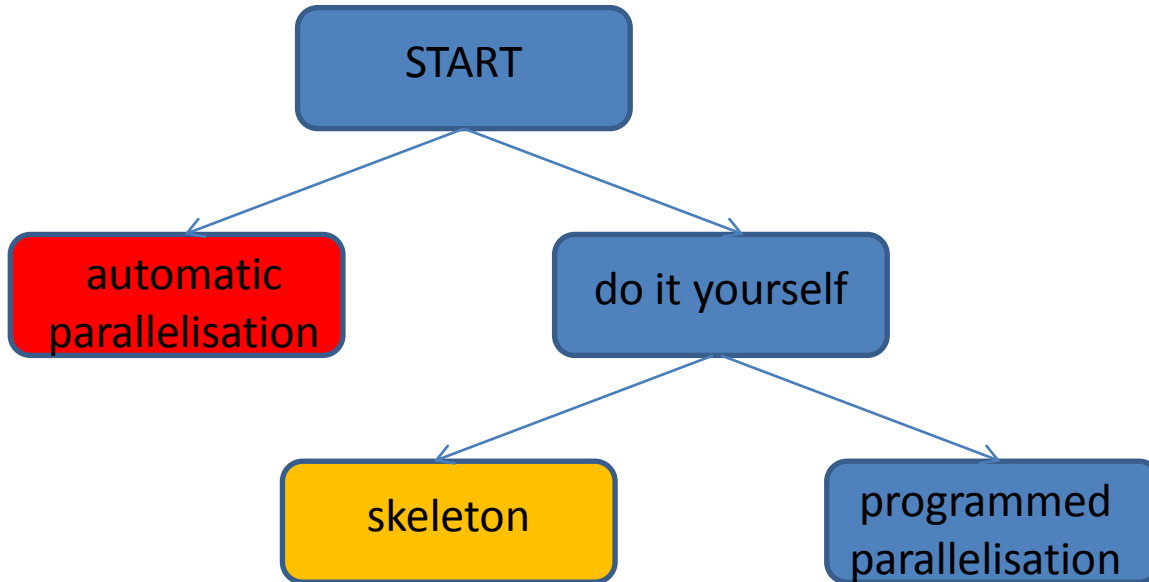 START
automatic
parallelisation
do it yourself
skeleton
programmed
parallelisation